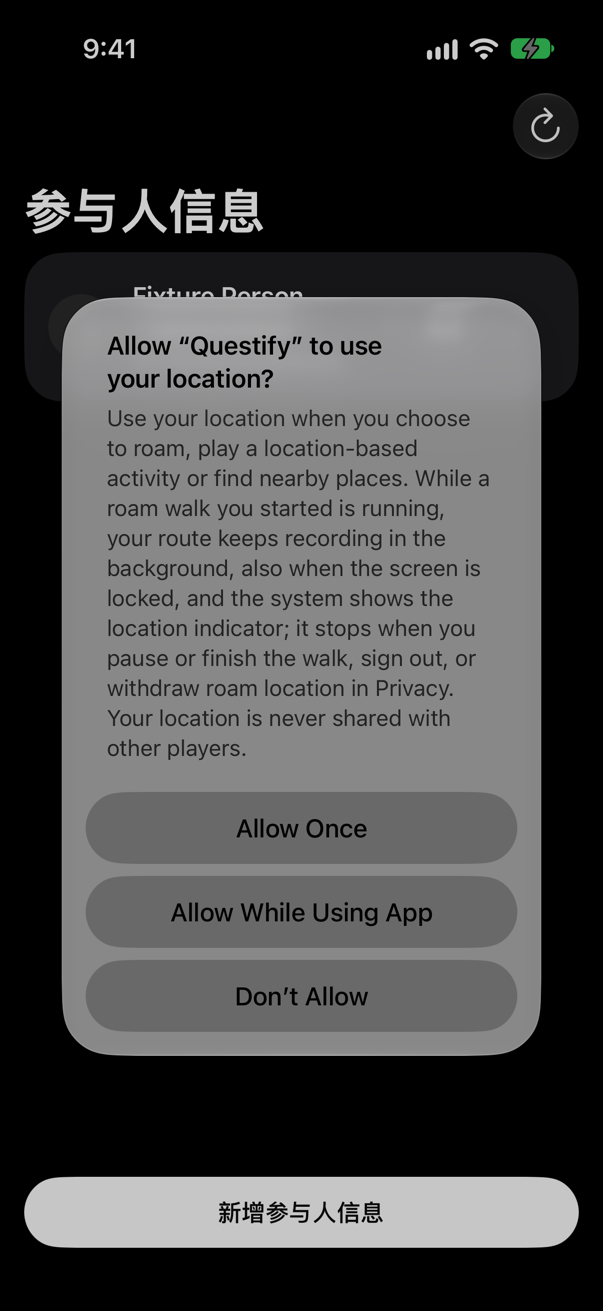 9:41
参与人信息
Fixture Person
Allow “Questify” to use
your location?
Use your location when you choose
to roam, play a location-based
activity or find nearby places. While a
roam walk you started is running,
your route keeps recording in the
background, also when the screen is
locked, and the system shows the
location indicator; it stops when you
pause or finish the walk, sign out, or
withdraw roam location in Privacy.
Your location is never shared with
other players.
Allow Once
Allow While Using App
Don’t Allow
新增参与人信息